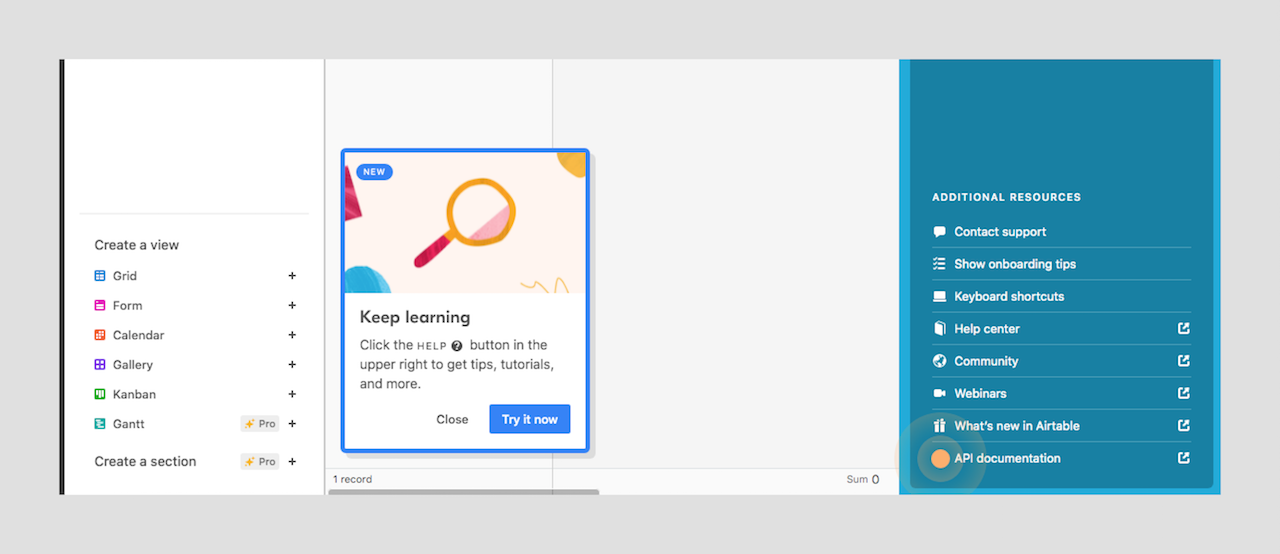 Create a view
Grid
Form
Calendar
Gallery
Kanban
Gantt Pro
Create a section Pro
NEW
Keep learning
Click the HELP ? button in the
upper right to get tips, tutorials,
and more.
Close Try it now
1 record Sum 0
ADDITIONAL RESOURCES
Contact support
Show onboarding tips
Keyboard shortcuts
Help center
Community
Webinars
What's new in Airtable
API documentation